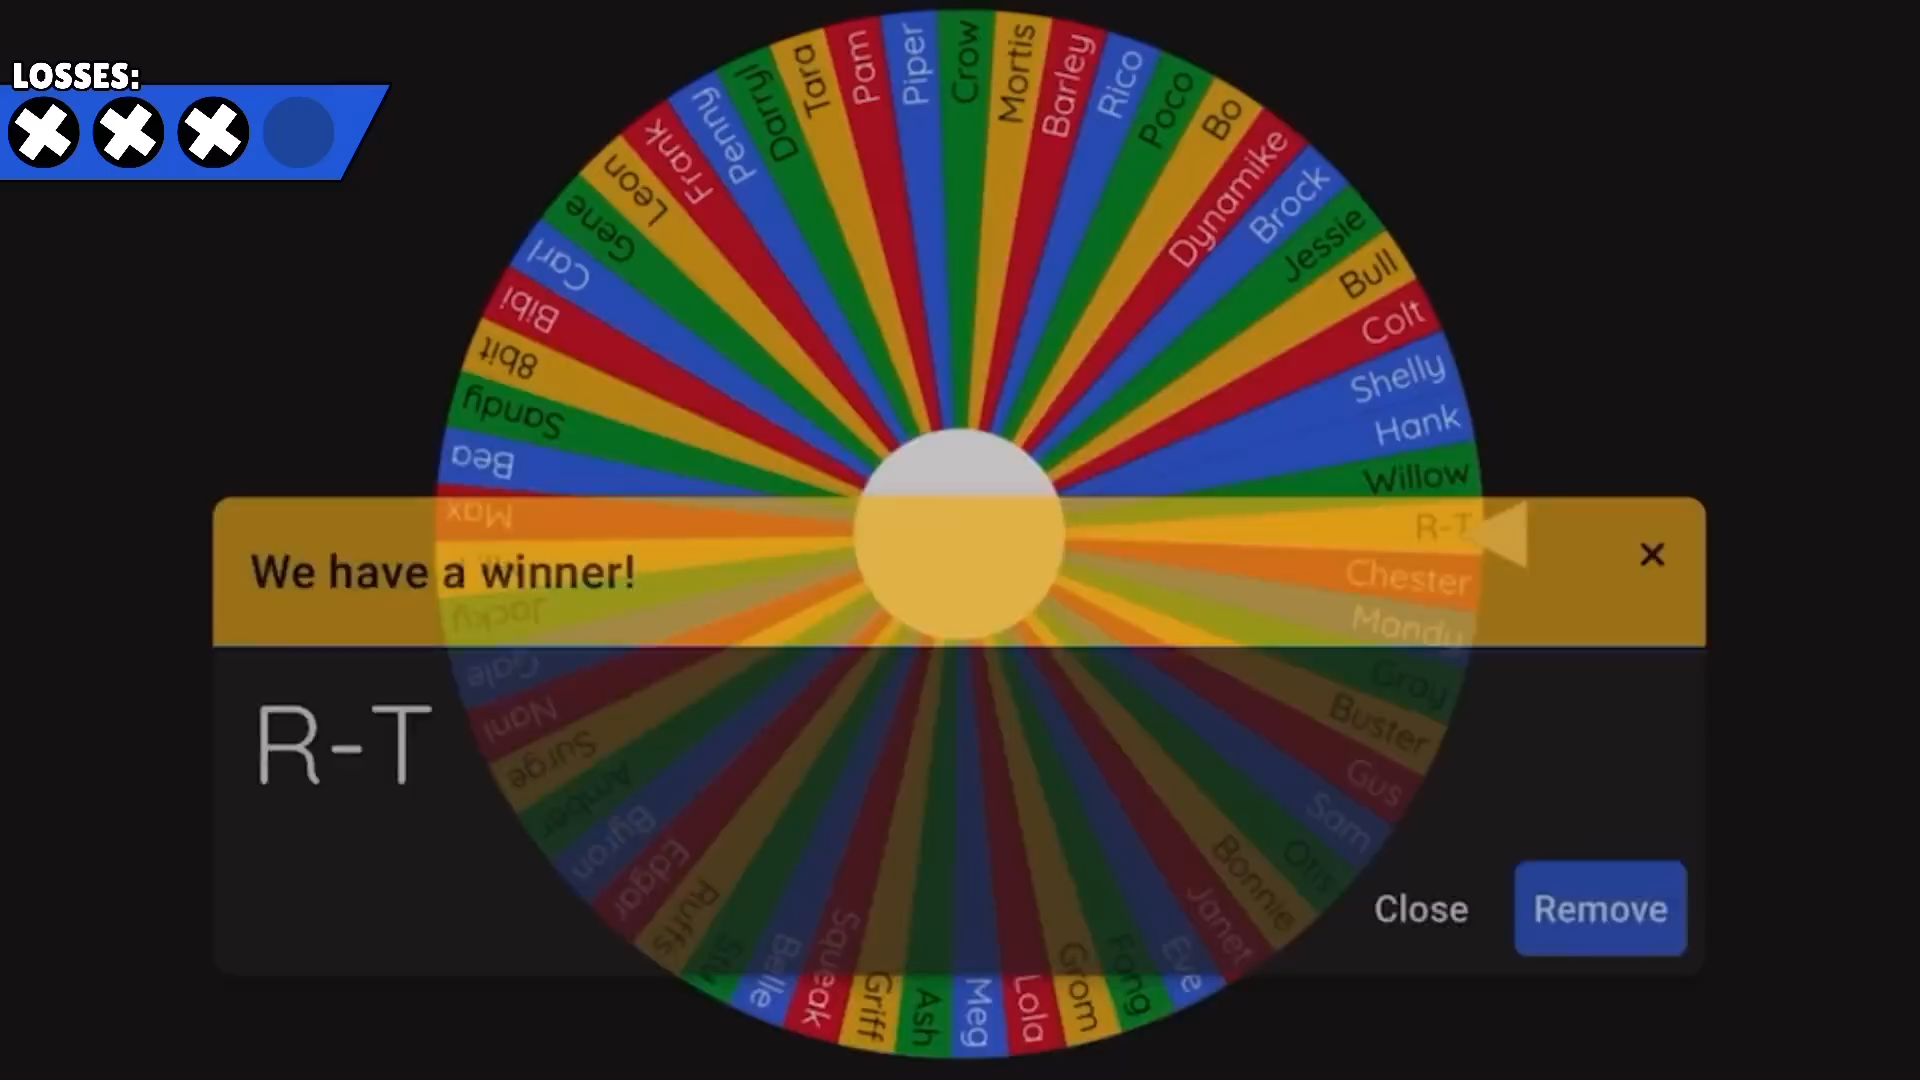 LOSSES:
Crow
Mortis
Barley
Rico
Poco
Bo
Dynamike
Brock
Jessie
Bull
Colt
Shelly
Hank
Willow
R-T
Chester
Mandy
Gray
Buster
Gus
Sam
Otis
Bonnie
Janet
Eve
Fang
Grom
Lola
Meg
Ash
Griff
Squeak
Belle
Stu
Ruffs
Edgar
Byron
Amber
Surge
Nani
Gale
Jacky
Max
Bea
Sandy
8bit
Bibi
Carl
Gene
Leon
Frank
Penny
Darryl
Tara
Pam
Piper
We have a winner!
×
R-T
Close
Remove